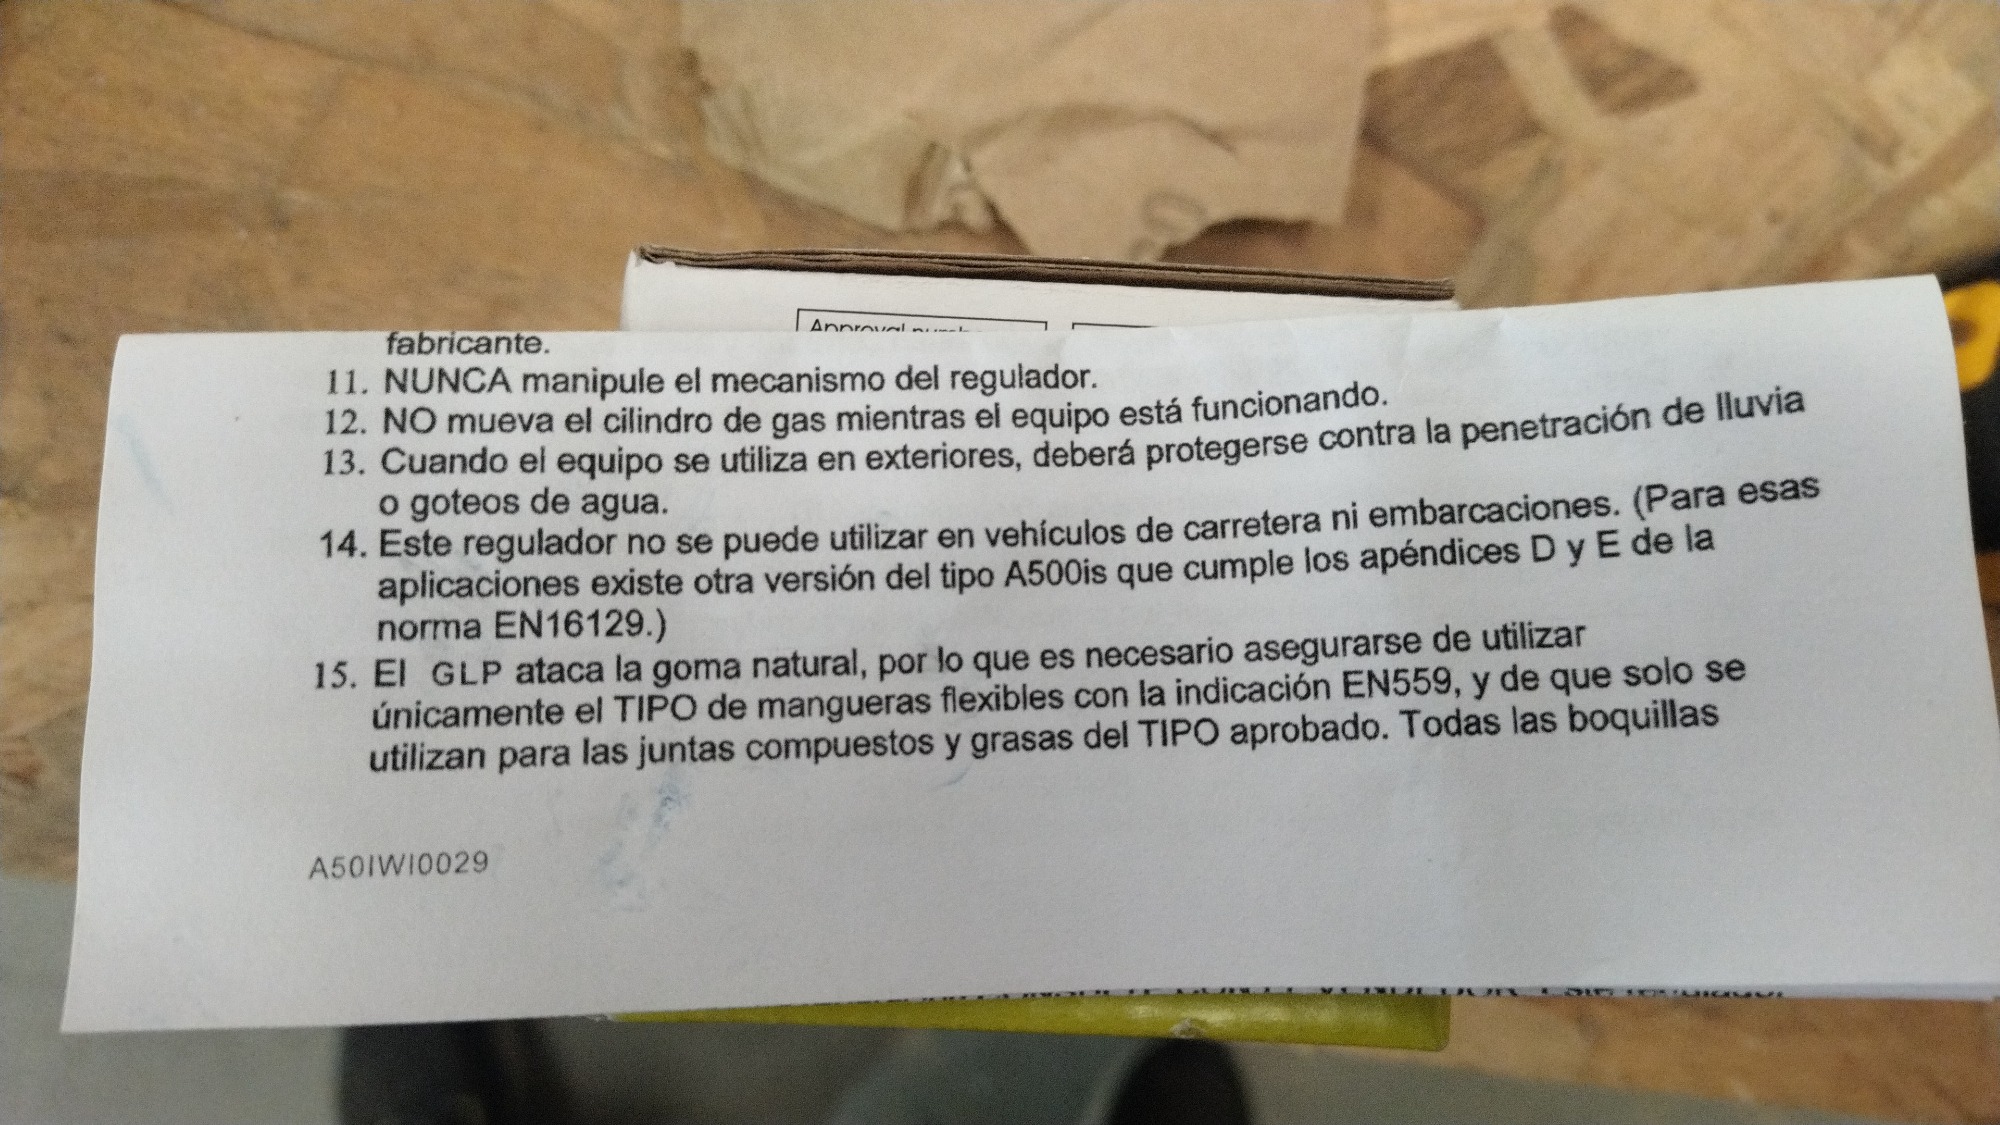 Approval
fabricante.
11. NUNCA manipule el mecanismo del regulador.
12. NO mueva el cilindro de gas mientras el equipo está funcionando.
13. Cuando el equipo se utiliza en exteriores, deberá protegerse contra la penetración de lluvia
o goteos de agua.
14. Este regulador no se puede utilizar en vehículos de carretera ni embarcaciones. (Para esas
aplicaciones existe otra versión del tipo A500is que cumple los apéndices D y E de la
norma EN16129.)
15. El GLP ataca la goma natural, por lo que es necesario asegurarse de utilizar
únicamente el TIPO de mangueras flexibles con la indicación EN559, y de que solo se
utilizan para las juntas compuestos y grasas del TIPO aprobado. Todas las boquillas
A50IWI0029